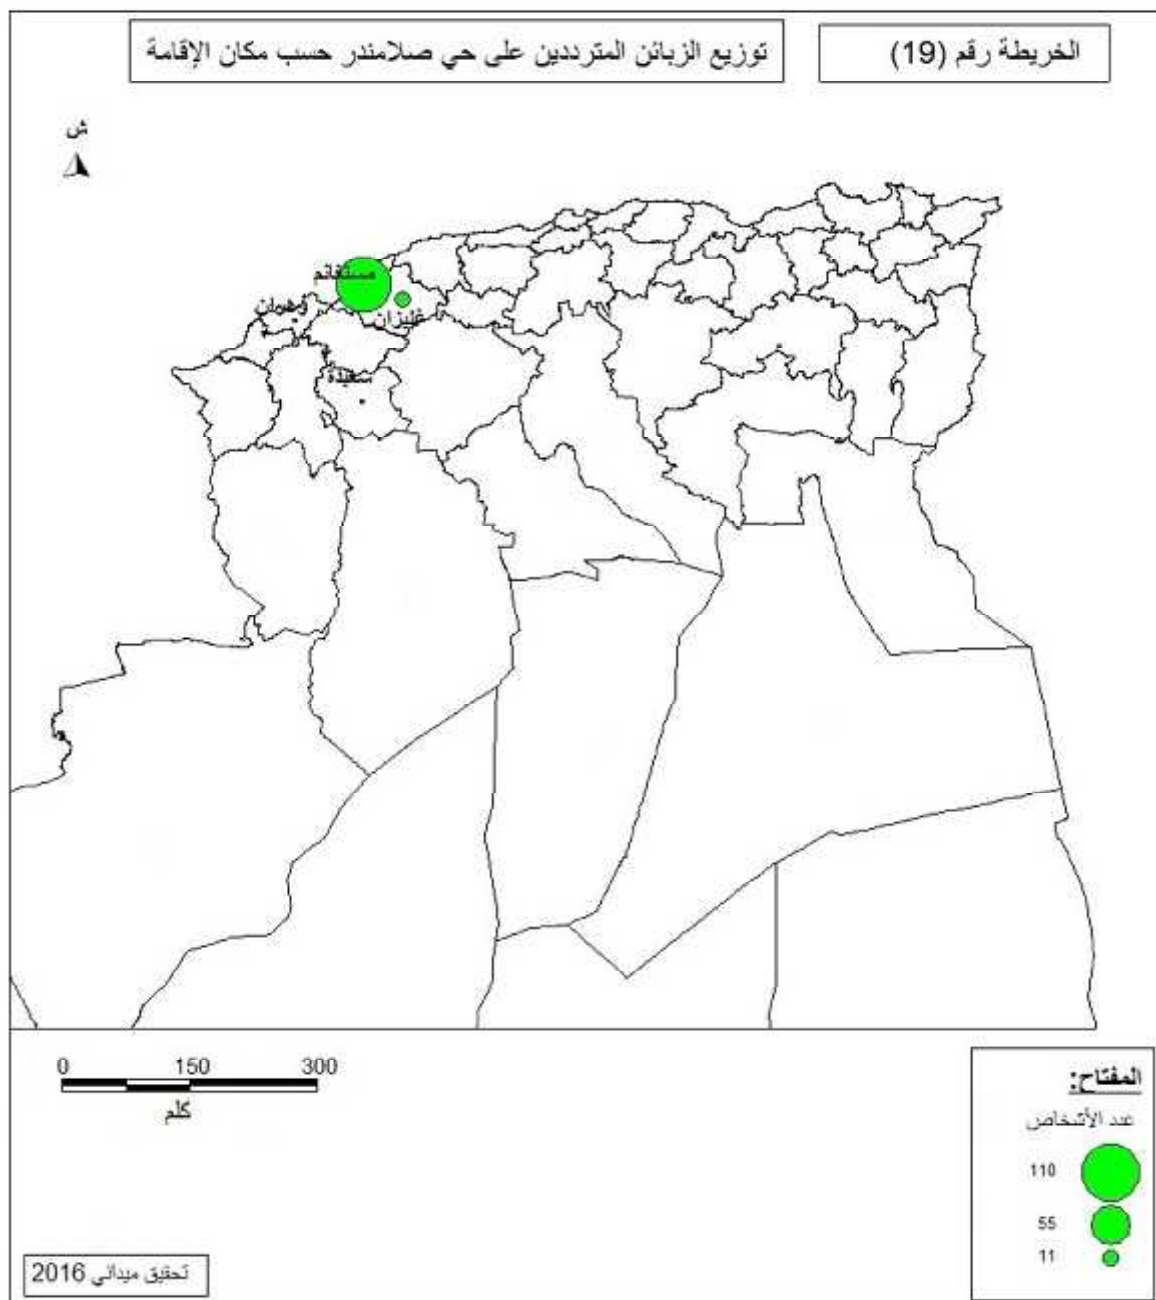 الخريطة رقم (19)
توزيع الزبائن المترددين على حي صلامندر حسب مكان الإقامة
ش
مستغانم
وهران
غليزان
سعيدة
0 150 300
كلم
المفتاح:
عدد الأشخاص
110
55
11
تحقيق ميداني 2016